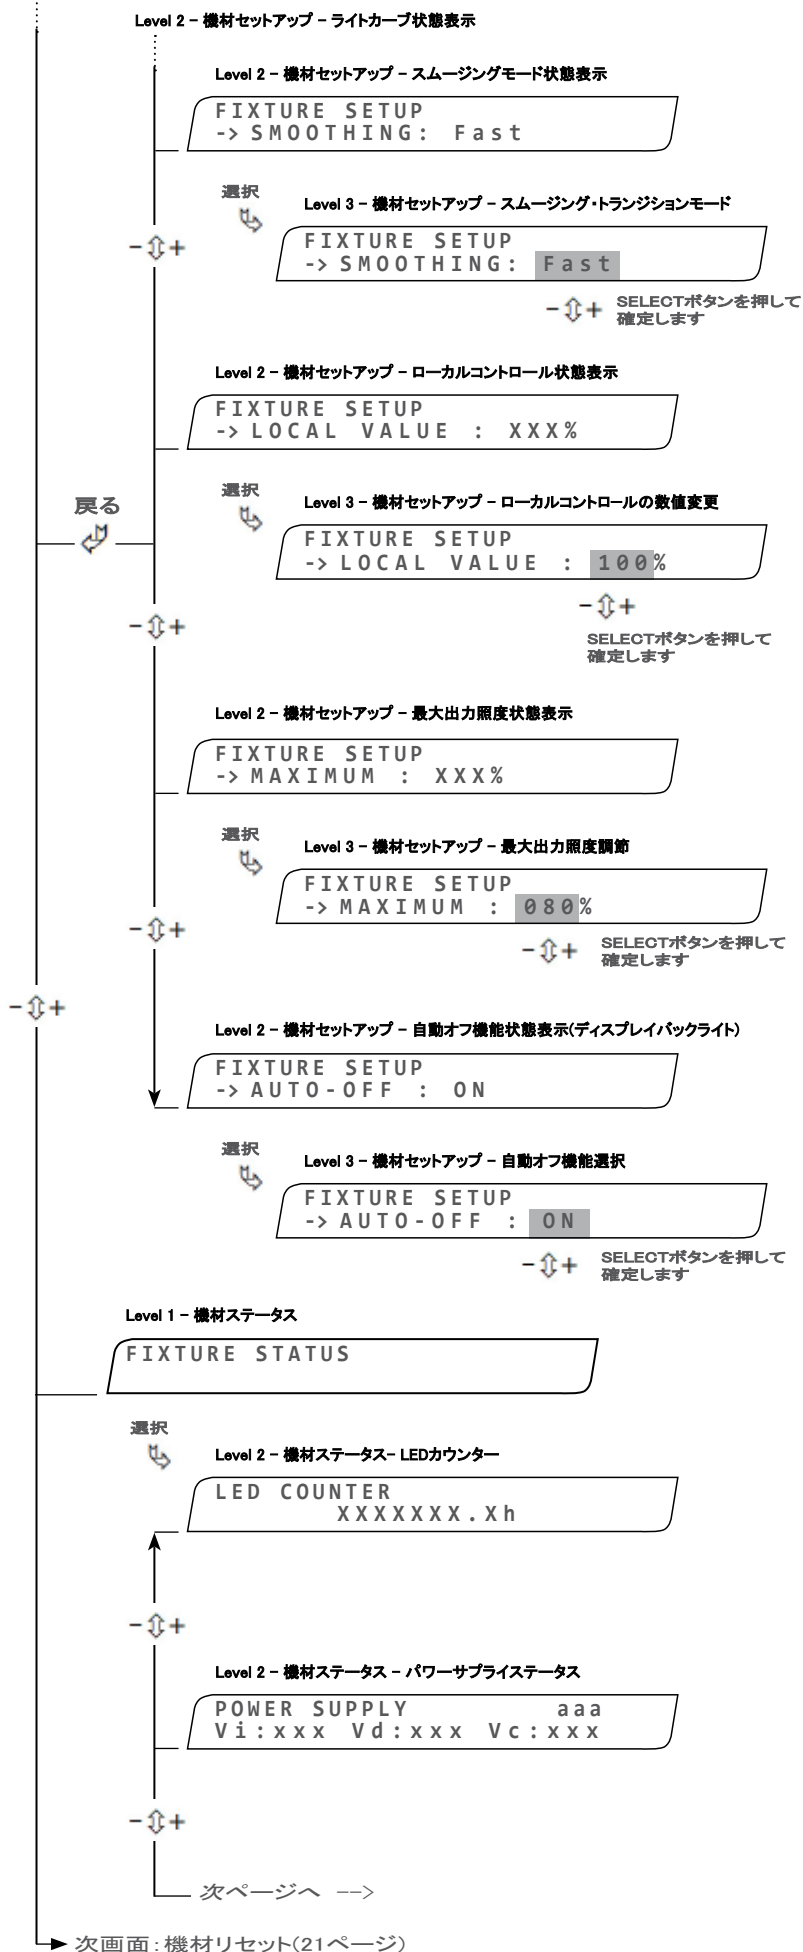 Level 2 - 機材セットアップ - ライトカーブ状態表示
Level 2 - 機材セットアップ - スムージングモード状態表示
FIXTURE SETUP
-> SMOOTHING: Fast
選択
Level 3 - 機材セットアップ - スムージング・トランジションモード
FIXTURE SETUP
-> SMOOTHING: Fast
- +
- + SELECTボタンを押して
確定します
Level 2 - 機材セットアップ - ローカルコントロール状態表示
FIXTURE SETUP
-> LOCAL VALUE : XXX%
選択
Level 3 - 機材セットアップ - ローカルコントロールの数値変更
戻る
FIXTURE SETUP
-> LOCAL VALUE : 100%
- +
- +
SELECTボタンを押して
確定します
Level 2 - 機材セットアップ - 最大出力照度状態表示
FIXTURE SETUP
-> MAXIMUM : XXX%
選択
Level 3 - 機材セットアップ - 最大出力照度調節
FIXTURE SETUP
-> MAXIMUM : 080%
- +
- + SELECTボタンを押して
確定します
- +
Level 2 - 機材セットアップ - 自動オフ機能状態表示(ディスプレイバックライト)
FIXTURE SETUP
-> AUTO-OFF : ON
選択
Level 3 - 機材セットアップ - 自動オフ機能選択
FIXTURE SETUP
-> AUTO-OFF : ON
- + SELECTボタンを押して
確定します
Level 1 - 機材ステータス
FIXTURE STATUS
選択
Level 2 - 機材ステータス- LEDカウンター
LED COUNTER
XXXXXXX.Xh
- +
Level 2 - 機材ステータス - パワーサプライステータス
POWER SUPPLY aaa
Vi:xxx Vd:xxx Vc:xxx
- +
次ページへ -->
次画面:機材リセット(21ページ)